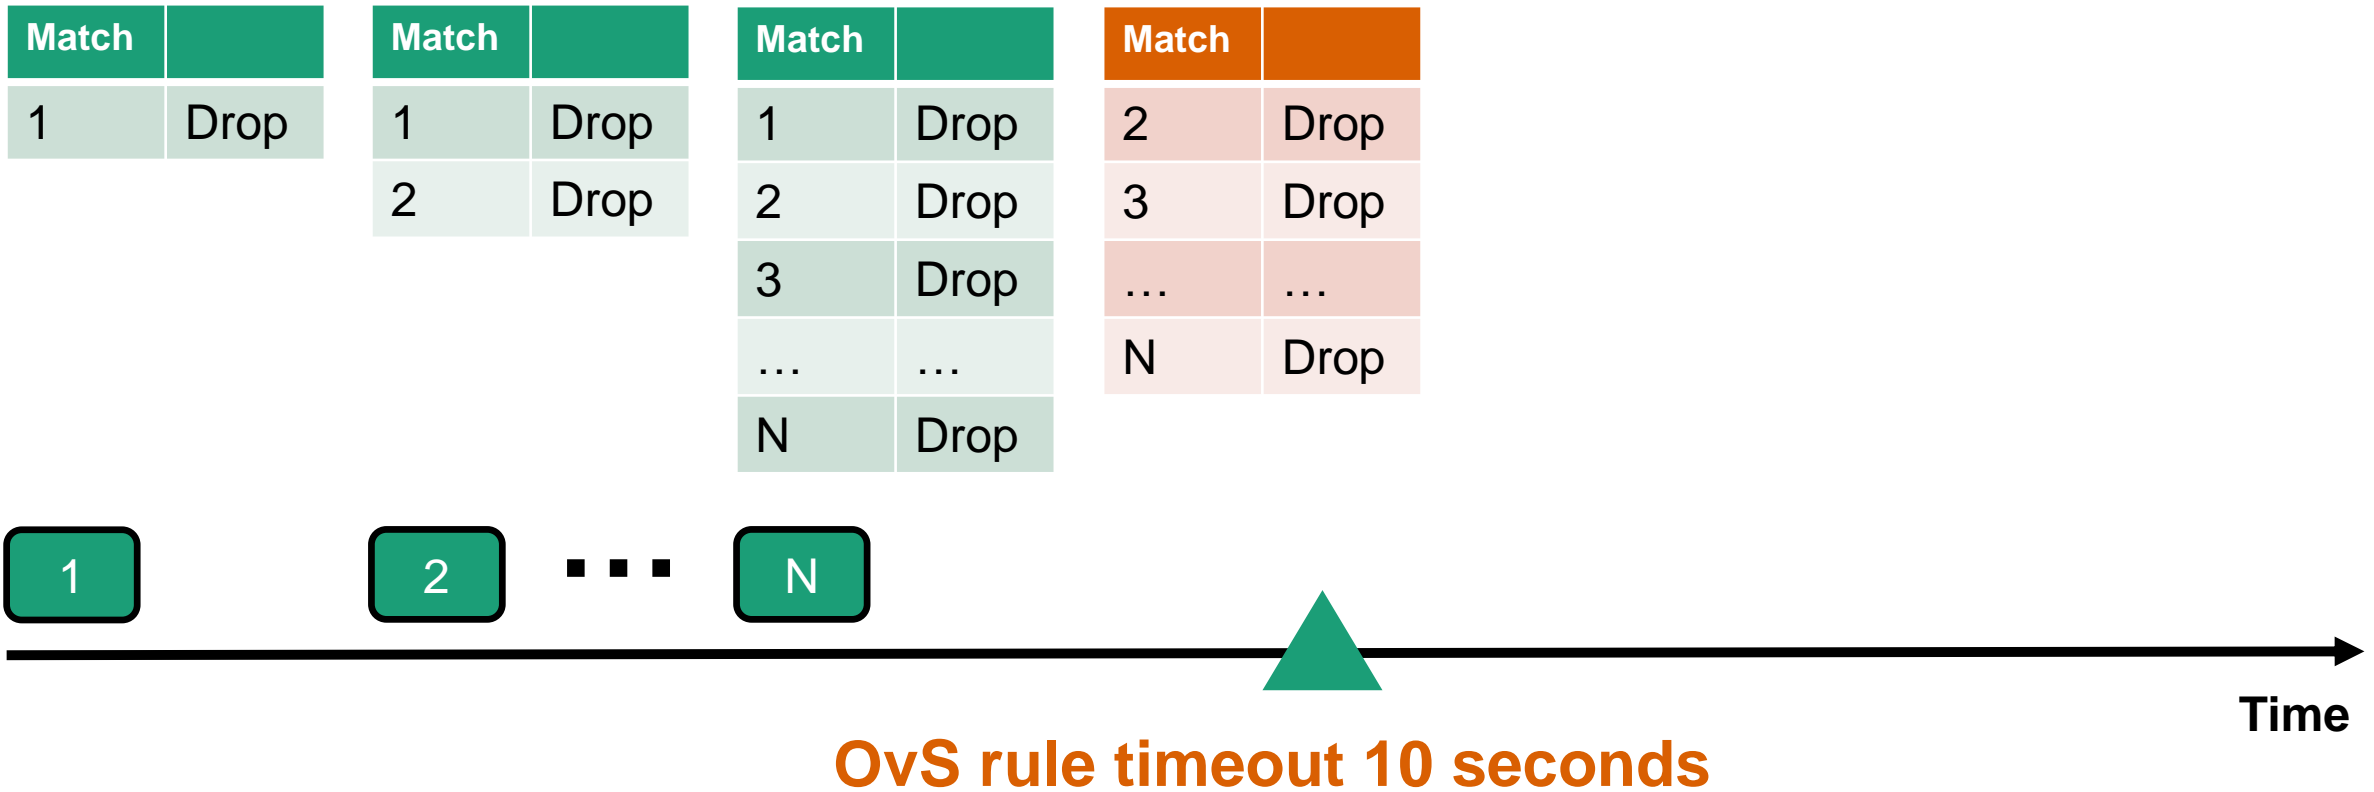 Match
1 Drop
Match
1 Drop
2 Drop
Match
1 Drop
2 Drop
3 Drop
… …
N Drop
Match
2 Drop
3 Drop
… …
N Drop
1 2 ... N
Time
OvS rule timeout 10 seconds